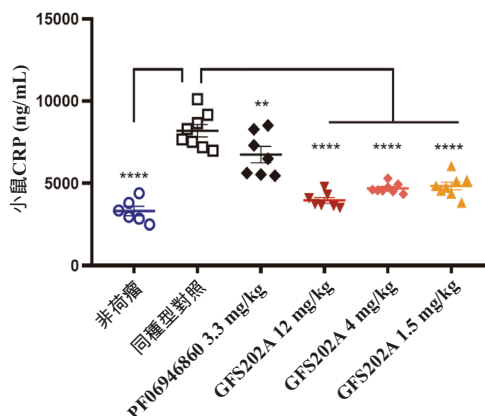 小鼠CRP (ng/mL)
15000
10000
5000
0
****
**
****
****
****
非荷瘤
同種型對照
PF06946860 3.3 mg/kg
GFS202A 12 mg/kg
GFS202A 4 mg/kg
GFS202A 1.5 mg/kg